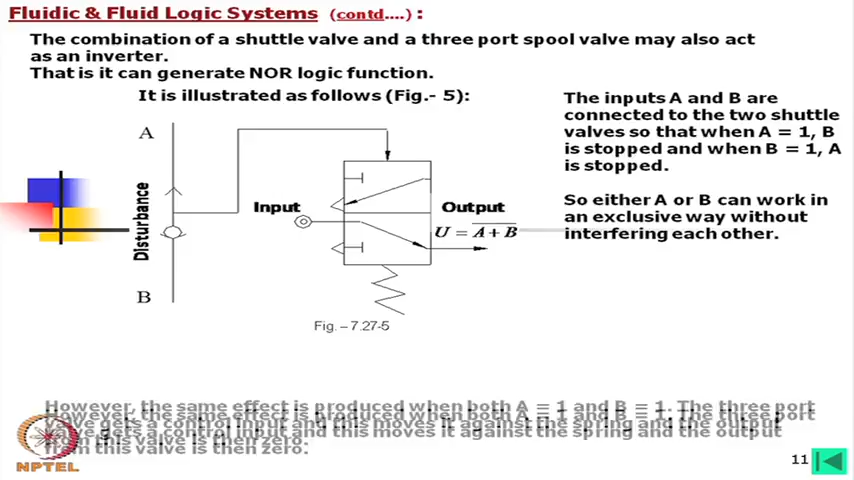 Fluidic & Fluid Logic Systems (contd....) :
The combination of a shuttle valve and a three port spool valve may also act
as an inverter.
That is it can generate NOR logic function.
It is illustrated as follows (Fig.- 5):
A
Disturbance
B
Input
Output
U = \overline{A + B}
Fig. – 7.27-5
The inputs A and B are
connected to the two shuttle
valves so that when A = 1, B
is stopped and when B = 1, A
is stopped.
So either A or B can work in
an exclusive way without
interfering each other.
However, the same effect is produced when both A = 1 and B = 1. The three port
valve gets a control input and this moves it against the spring and the output
from this valve is then zero.
NPTEL
11